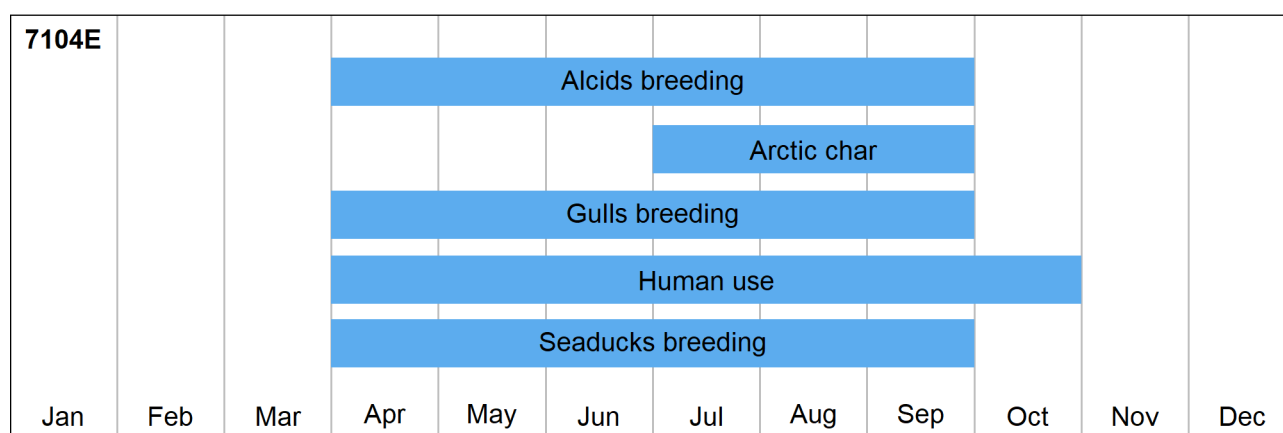 7104E
Alcids breeding
Arctic char
Gulls breeding
Human use
Seaducks breeding
Jan Feb Mar Apr May Jun Jul Aug Sep Oct Nov Dec